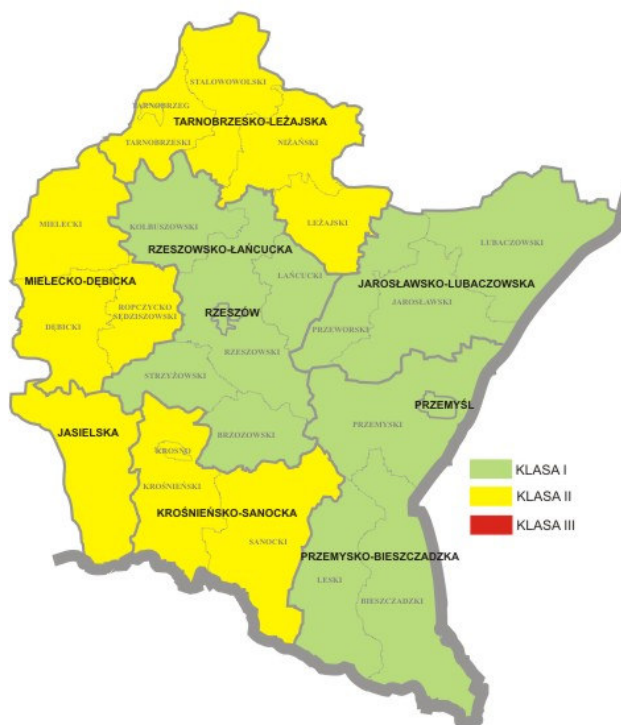 STALOWOWOLSKI
TARNOBRZEG
TARNOBRZESKO-LEŻAJSKA
TARNOBRZESKI
NIŻAŃSKI
MIELECKI
KOLBUSZOWSKI
LEŻAJSKI
RZESZOWSKO-ŁAŃCUCKA
LUBACZOWSKI
ŁAŃCUCKI
MIELECKO-DĘBICKA
JAROSŁAWSKO-LUBACZOWSKA
ROPCZYCKO
SĘDZISZOWSKI
JAROSŁAWSKI
RZESZÓW
DĘBICKI
PRZEWORSKI
RZESZOWSKI
STRZYŻOWSKI
PRZEMYŚL
BRZOZOWSKI
PRZEMYSKI
JASIELSKA
KROSNO
KLASA I
KROŚNIEŃSKI
KLASA II
KROŚNIEŃSKO-SANOCKA
KLASA III
SANOCKI
PRZEMYSKO-BIESZCZADZKA
LESKI
BIESZCZADZKI